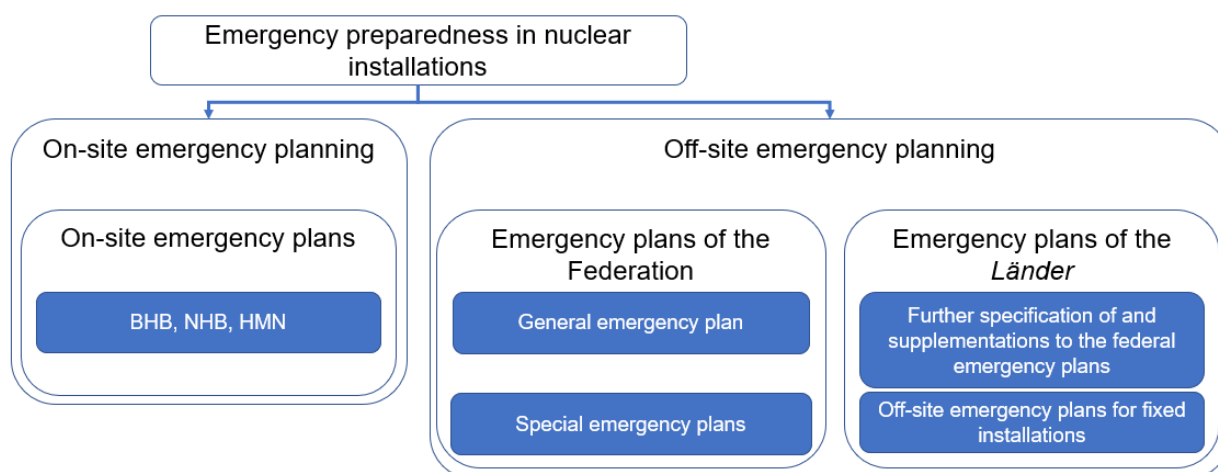 Emergency preparedness in nuclear
installations
On-site emergency planning
Off-site emergency planning
On-site emergency plans
BHB, NHB, HMN
Emergency plans of the
Federation
General emergency plan
Special emergency plans
Emergency plans of the
Länder
Further specification of and
supplementations to the federal
emergency plans
Off-site emergency plans for fixed
installations